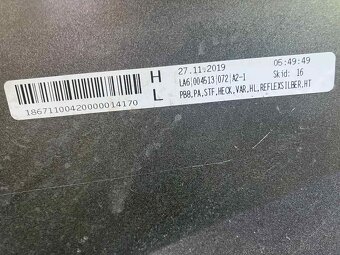 H 27.11.2019 05:49:49
LA6|004513|072|A2-1 Skid: 16
L PB0.PA.STF.HECK.VAR.HL.REFLEXSILBER.HT
18671100420000014170